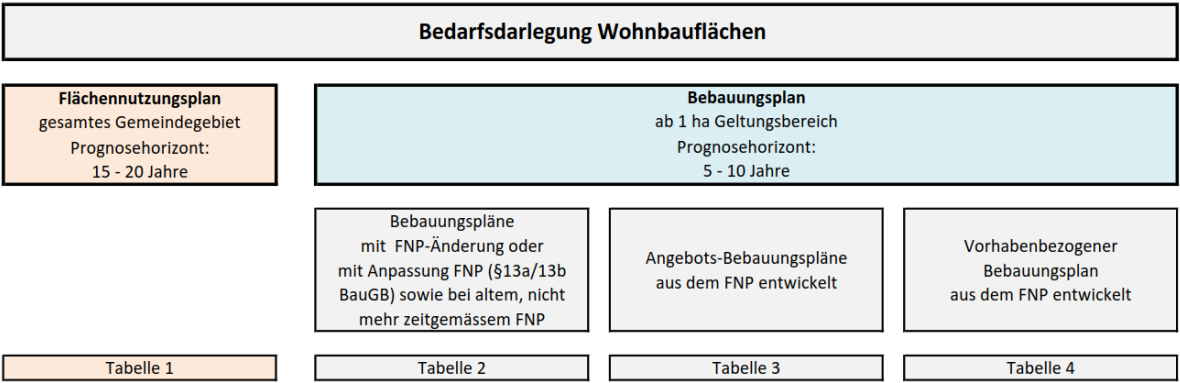 Bedarfsdarlegung Wohnbauflächen
Flächennutzungsplan
gesamtes Gemeindegebiet
Prognosehorizont:
15 - 20 Jahre
Bebauungsplan
ab 1 ha Geltungsbereich
Prognosehorizont:
5 - 10 Jahre
Bebauungspläne
mit FNP-Änderung oder
mit Anpassung FNP (§13a/13b
BauGB) sowie bei altem, nicht
mehr zeitgemässem FNP
Angebots-Bebauungspläne
aus dem FNP entwickelt
Vorhabenbezogener
Bebauungsplan
aus dem FNP entwickelt
Tabelle 1
Tabelle 2
Tabelle 3
Tabelle 4